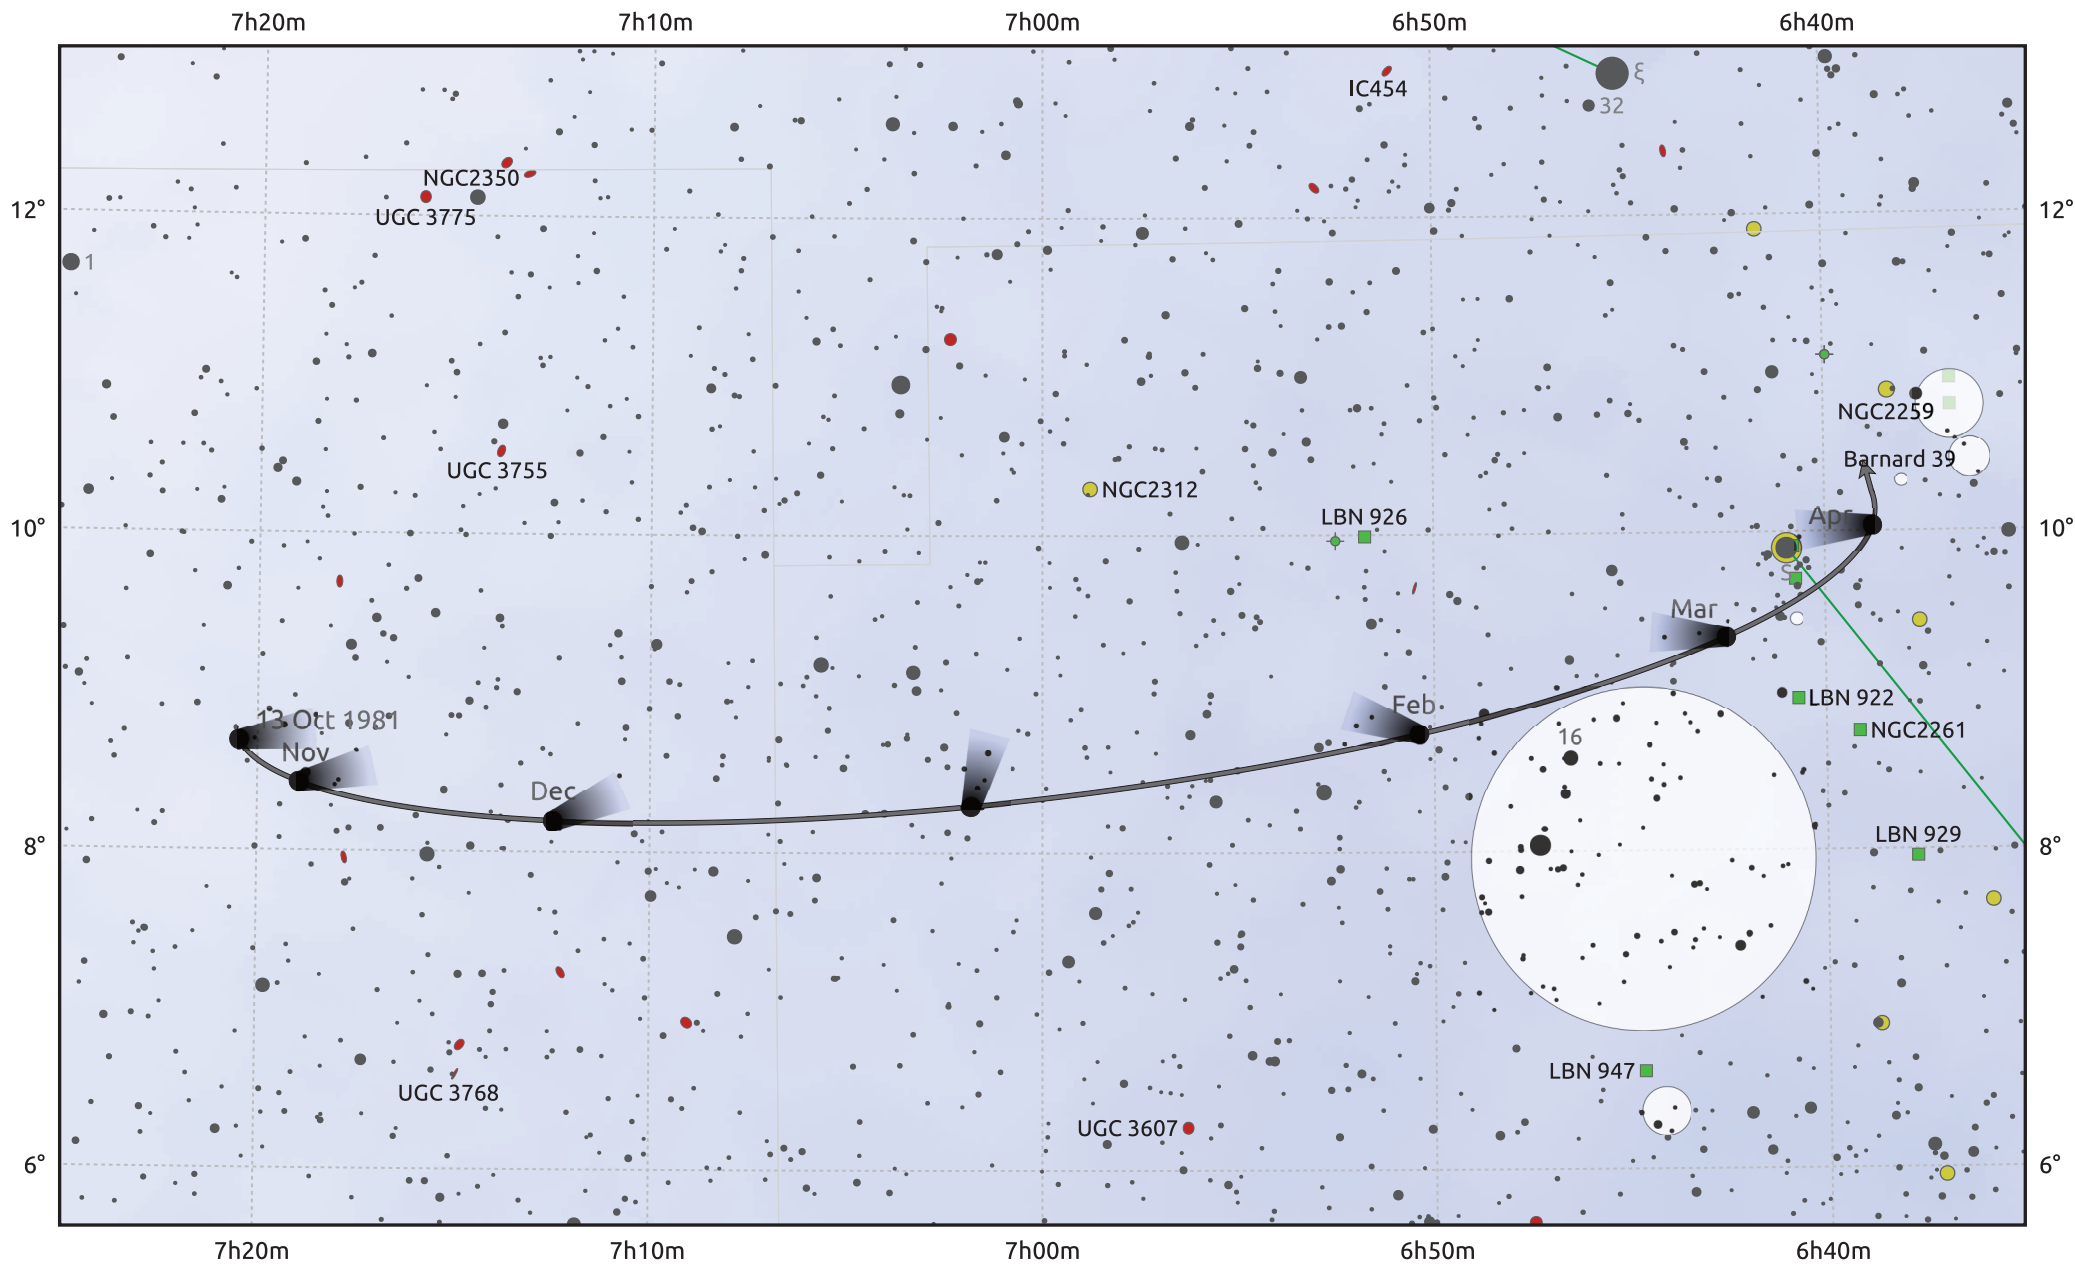 7h20m 7h10m 7h00m 6h50m 6h40m
ξ
IC454
32
NGC2350
12° 12°
UGC 3775
1
NGC2259
Barnard 39
UGC 3755
NGC2312
LBN 926 Apr
10° 10°
S
Mar
LBN 922
Feb
13 Oct 1981
NGC2261
16
Nov
Dec
LBN 929
8° 8°
LBN 947
UGC 3768
UGC 3607
6° 6°
7h20m 7h10m 7h00m 6h50m 6h40m